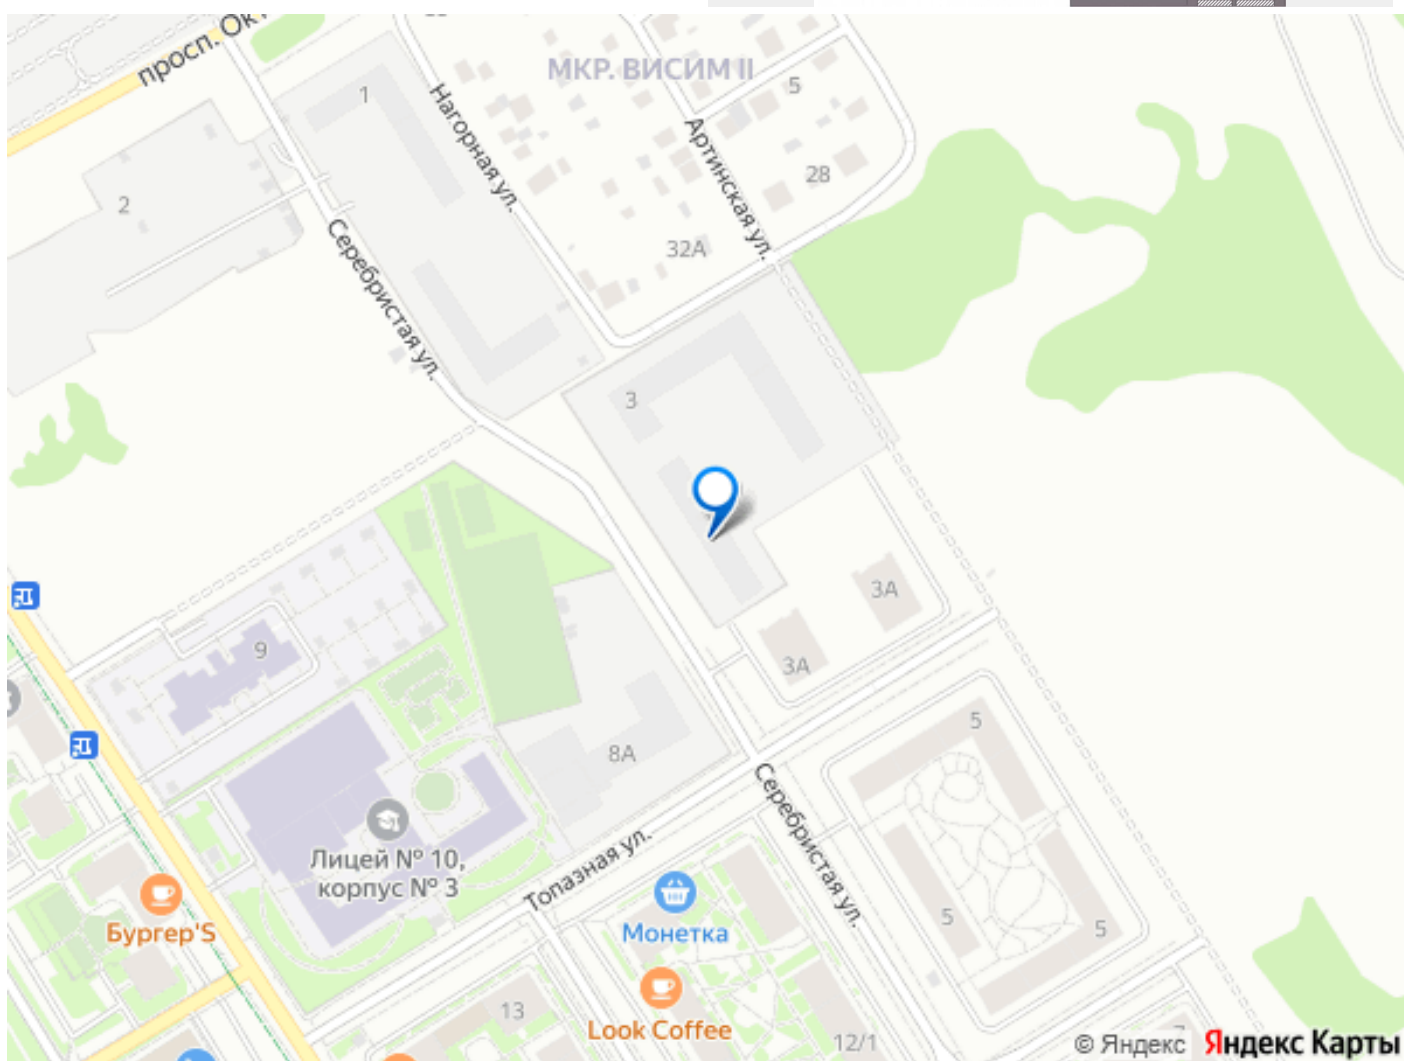 МКР. ВИСИМ II
просп. Ок
1
5
Нагорная ул.
Артинская ул.
28
2
32А
Серебристая ул.
3
3А
9
3А
5
8А
Серебристая ул.
Лицей № 10,
корпус № 3
Топазная ул.
Бургер'S
Монетка
5
5
13
Look Coffee
12/1
© Яндекс Яндекс Карты